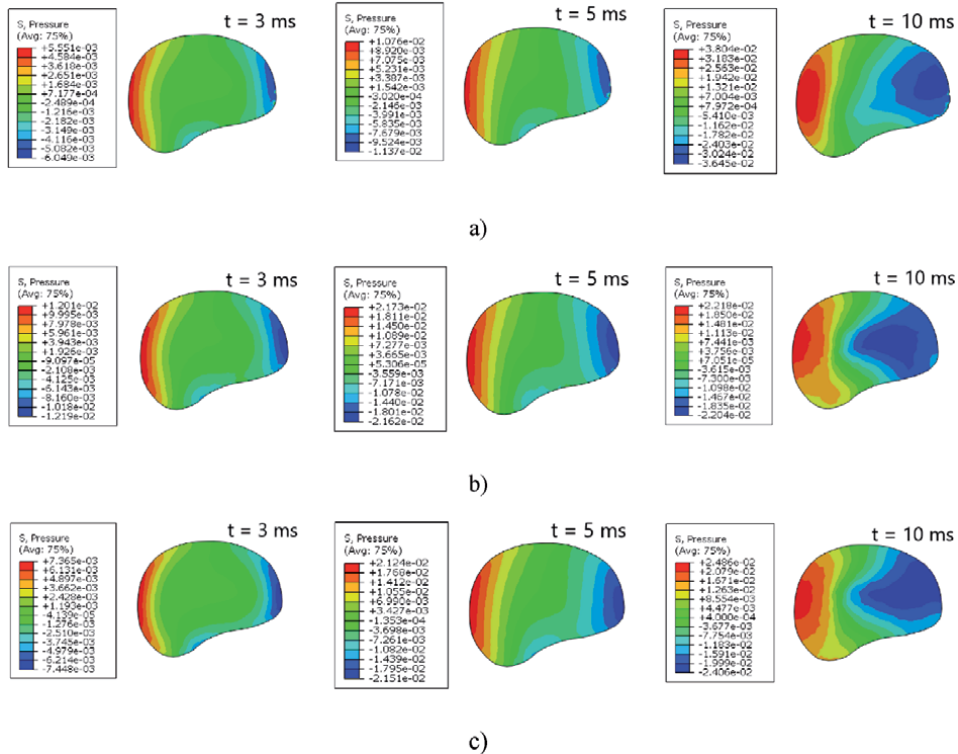 S, Pressure
(Avg: 75%)
+5.551e-03
+4.584e-03
+3.618e-03
+2.651e-03
+1.684e-03
+7.177e-04
-2.489e-04
-1.216e-03
-2.182e-03
-3.149e-03
-4.116e-03
-5.082e-03
-6.049e-03
t = 3 ms
S, Pressure
(Avg: 75%)
+1.076e-02
+8.920e-03
+7.075e-03
+5.231e-03
+3.387e-03
+1.542e-03
-3.020e-04
-2.146e-03
-3.991e-03
-5.835e-03
-7.679e-03
-9.524e-03
-1.137e-02
t = 5 ms
S, Pressure
(Avg: 75%)
+3.804e-02
+3.183e-02
+2.563e-02
+1.942e-02
+1.321e-02
+7.004e-03
+7.972e-04
-5.410e-03
-1.162e-02
-1.782e-02
-2.403e-02
-3.024e-02
-3.645e-02
t = 10 ms
a)
S, Pressure
(Avg: 75%)
+1.201e-02
+9.995e-03
+7.978e-03
+5.961e-03
+3.943e-03
+1.926e-03
-9.097e-05
-2.108e-03
-4.125e-03
-6.143e-03
-8.160e-03
-1.018e-02
-1.219e-02
t = 3 ms
S, Pressure
(Avg: 75%)
+2.173e-02
+1.811e-02
+1.450e-02
+1.089e-02
+7.277e-03
+3.665e-03
+5.306e-05
-3.559e-03
-7.171e-03
-1.078e-02
-1.440e-02
-1.801e-02
-2.162e-02
t = 5 ms
S, Pressure
(Avg: 75%)
+2.218e-02
+1.850e-02
+1.481e-02
+1.113e-02
+7.441e-03
+3.756e-03
+7.051e-05
-3.615e-03
-7.300e-03
-1.098e-02
-1.467e-02
-1.835e-02
-2.204e-02
t = 10 ms
b)
S, Pressure
(Avg: 75%)
+7.365e-03
+6.131e-03
+4.897e-03
+3.662e-03
+2.428e-03
+1.193e-03
-4.139e-05
-1.276e-03
-2.510e-03
-3.745e-03
-4.979e-03
-6.214e-03
-7.448e-03
t = 3 ms
S, Pressure
(Avg: 75%)
+2.124e-02
+1.768e-02
+1.412e-02
+1.055e-02
+6.990e-03
+3.427e-03
-1.353e-04
-3.698e-03
-7.261e-03
-1.082e-02
-1.439e-02
-1.795e-02
-2.151e-02
t = 5 ms
S, Pressure
(Avg: 75%)
+2.486e-02
+2.079e-02
+1.671e-02
+1.263e-02
+8.554e-03
+4.477e-03
+4.000e-04
-3.677e-03
-7.754e-03
-1.183e-02
-1.591e-02
-1.999e-02
-2.406e-02
t = 10 ms
c)